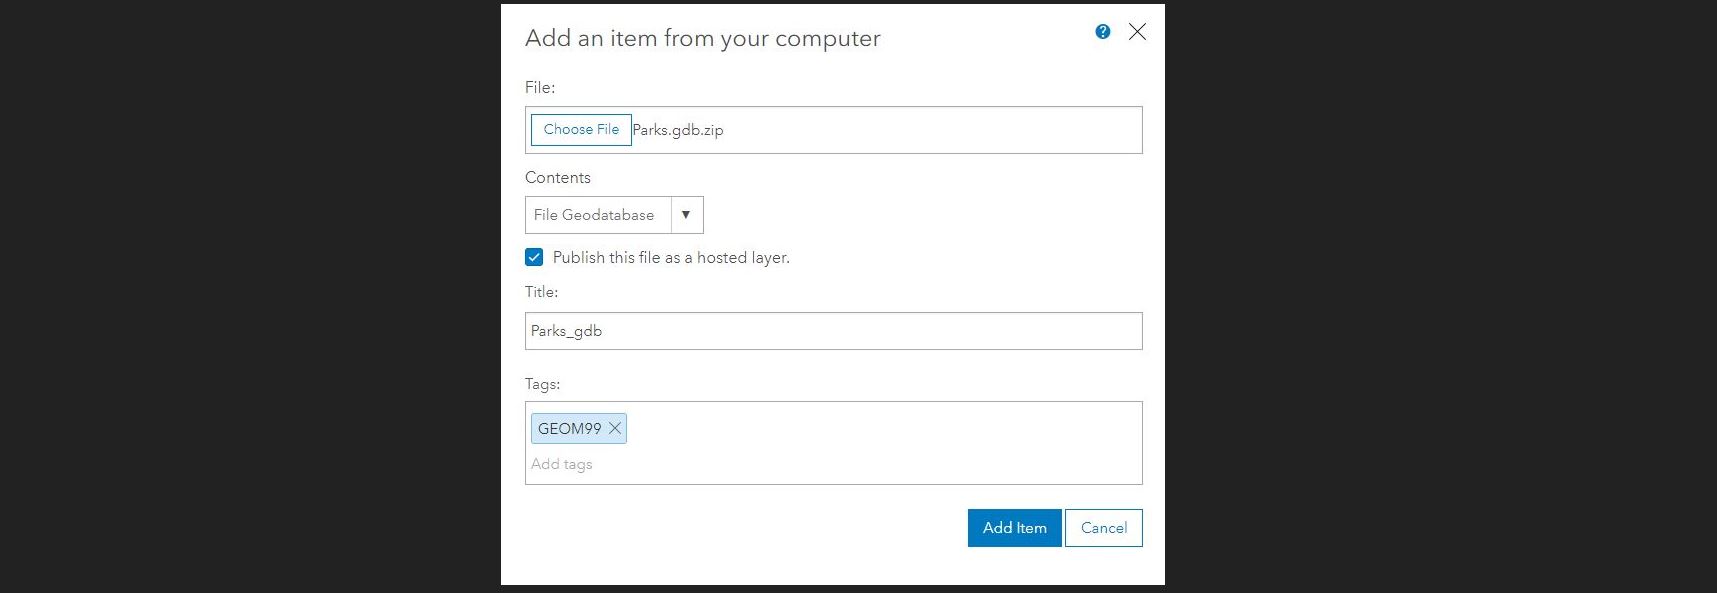 Add an item from your computer
?
File:
Choose File Parks.gdb.zip
Contents
File Geodatabase
Publish this file as a hosted layer.
Title:
Parks_gdb
Tags:
GEOM99
Add tags
Add Item Cancel